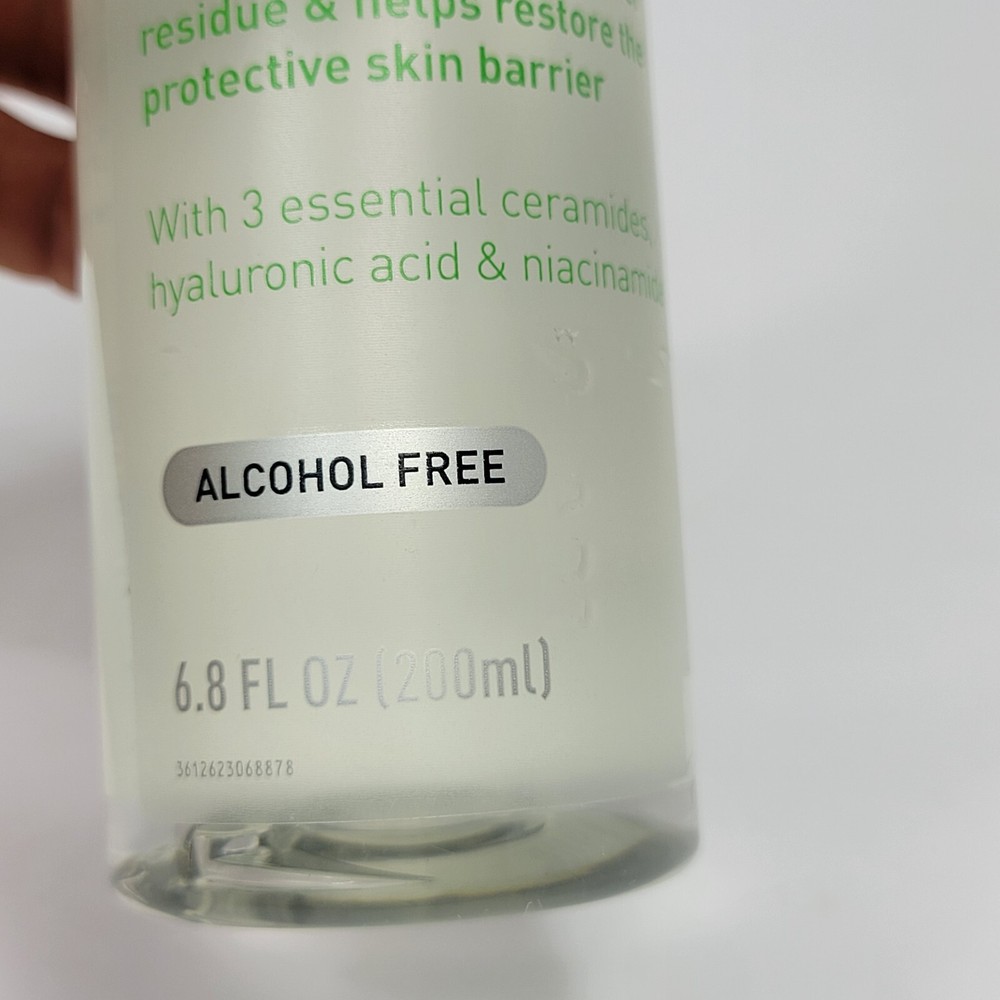 residue & helps restore the
protective skin barrier
With 3 essential ceramides,
hyaluronic acid & niacinamide
ALCOHOL FREE
6.8 FL OZ (200ml)
3612623068878